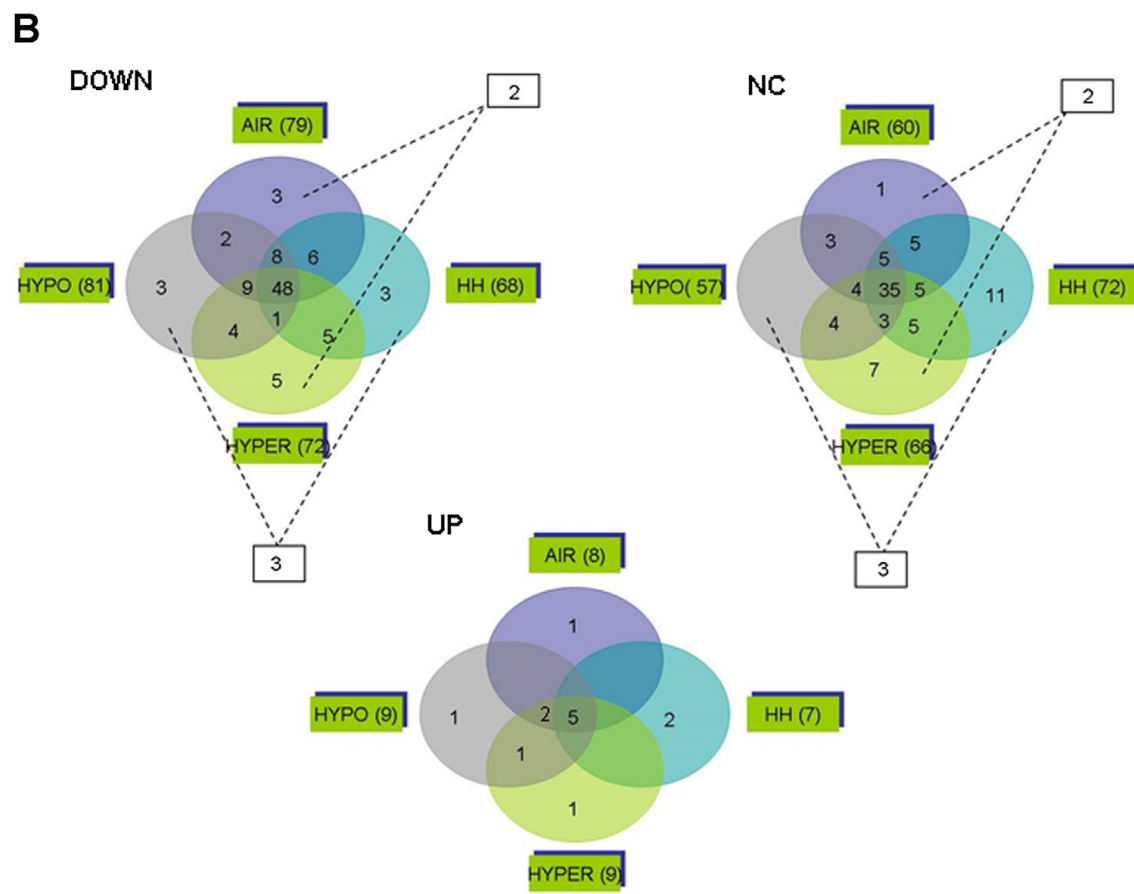 B
DOWN
2
AIR (79)
3
2
8
6
HYPO (81)
3
9
48
3
HH (68)
1
4
5
5
HYPER (72)
3
NC
2
AIR (60)
1
3
5
5
HYPO( 57)
4
35
5
11
HH (72)
4
3
5
7
HYPER (66)
3
UP
AIR (8)
1
HYPO (9)
1
2
5
2
HH (7)
1
1
HYPER (9)